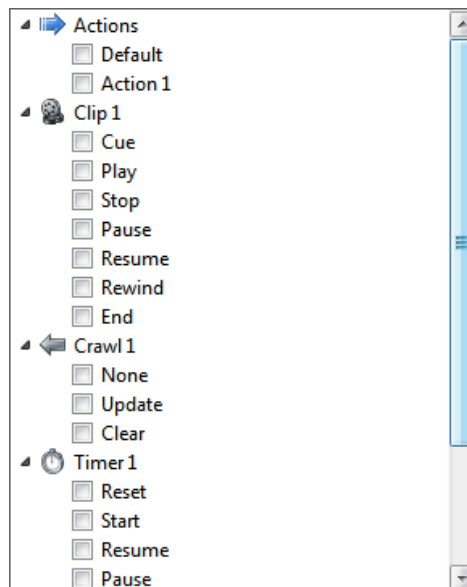 Actions
Default
Action 1
Clip 1
Cue
Play
Stop
Pause
Resume
Rewind
End
Crawl 1
None
Update
Clear
Timer 1
Reset
Start
Resume
Pause